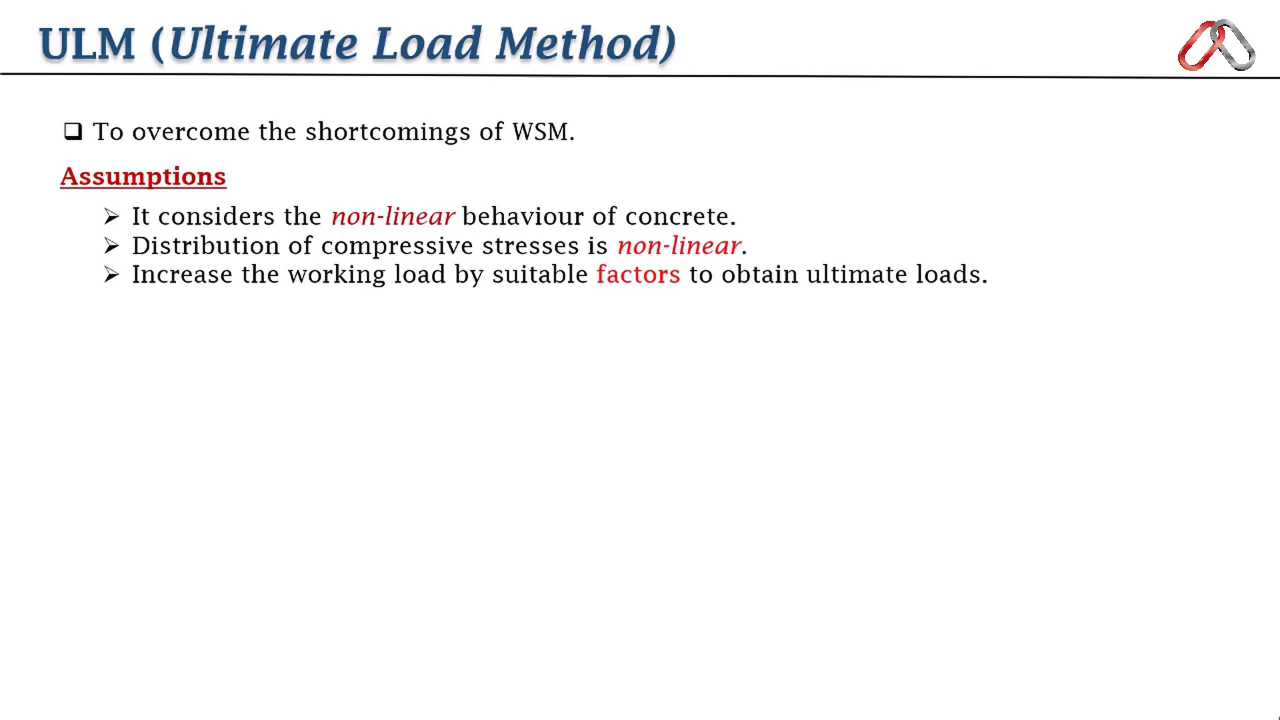 ULM (Ultimate Load Method)
❑ To overcome the shortcomings of WSM.
Assumptions
➢ It considers the non-linear behaviour of concrete.
➢ Distribution of compressive stresses is non-linear.
➢ Increase the working load by suitable factors to obtain ultimate loads.